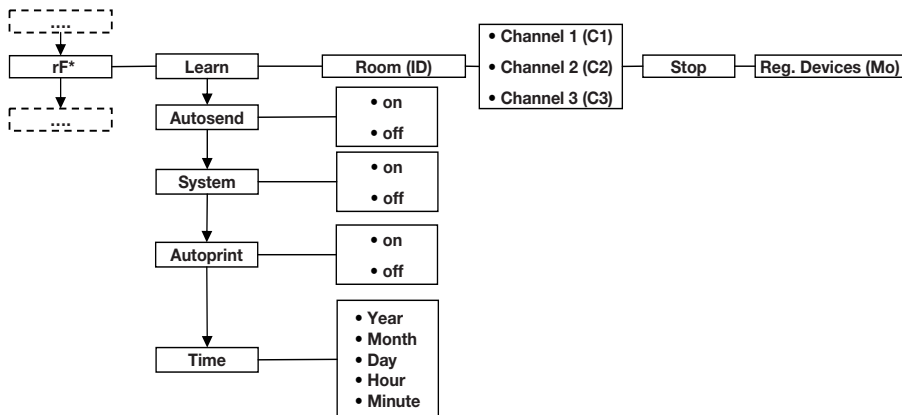 ....
rF*
....
Learn
Room (ID)
• Channel 1 (C1)
• Channel 2 (C2)
• Channel 3 (C3)
Stop
Reg. Devices (Mo)
Autosend
• on
• off
System
• on
• off
Autoprint
• on
• off
Time
• Year
• Month
• Day
• Hour
• Minute